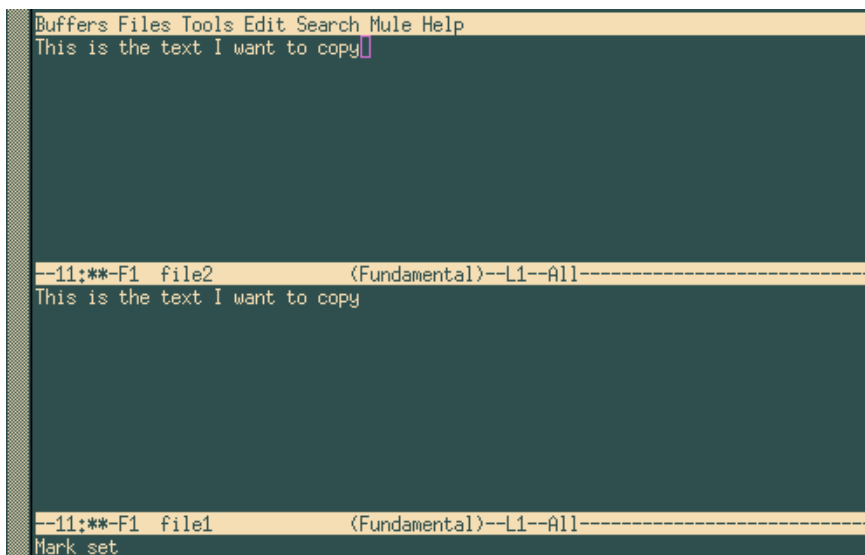 Buffers Files Tools Edit Search Mule Help
This is the text I want to copy
--11:**-F1  file2             (Fundamental)--L1--All---------------------------
This is the text I want to copy
--11:**-F1  file1             (Fundamental)--L1--All---------------------------
Mark set